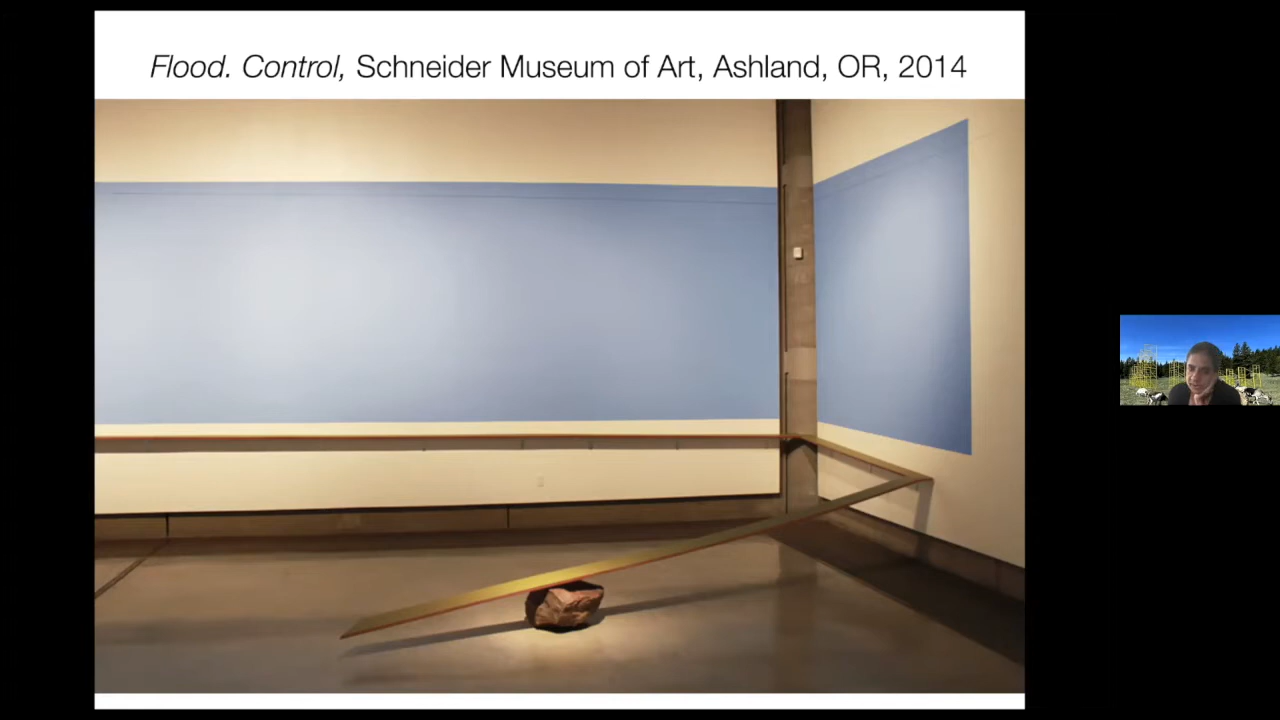 Flood. Control, Schneider Museum of Art, Ashland, OR, 2014